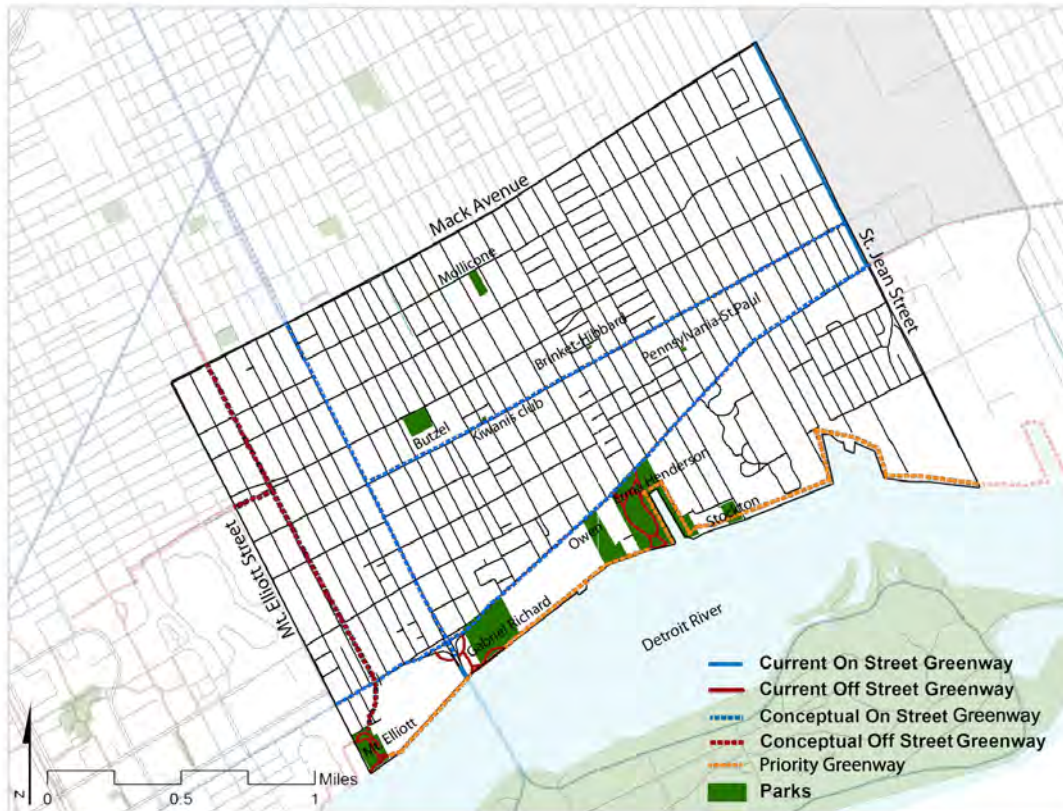 Mack Avenue
Mollicone
St. Jean Street
Brinket-Hibbard
Pennsylvania-St.Paul
Butzel
Kiwanis club
Erma Henderson
Stockton
Owen
Mt. Elliott Street
Gabriel Richard
Detroit River
Mt. Elliott
Current On Street Greenway
Current Off Street Greenway
Conceptual On Street Greenway
Conceptual Off Street Greenway
Priority Greenway
Parks
Z
Miles
0 0.5 1